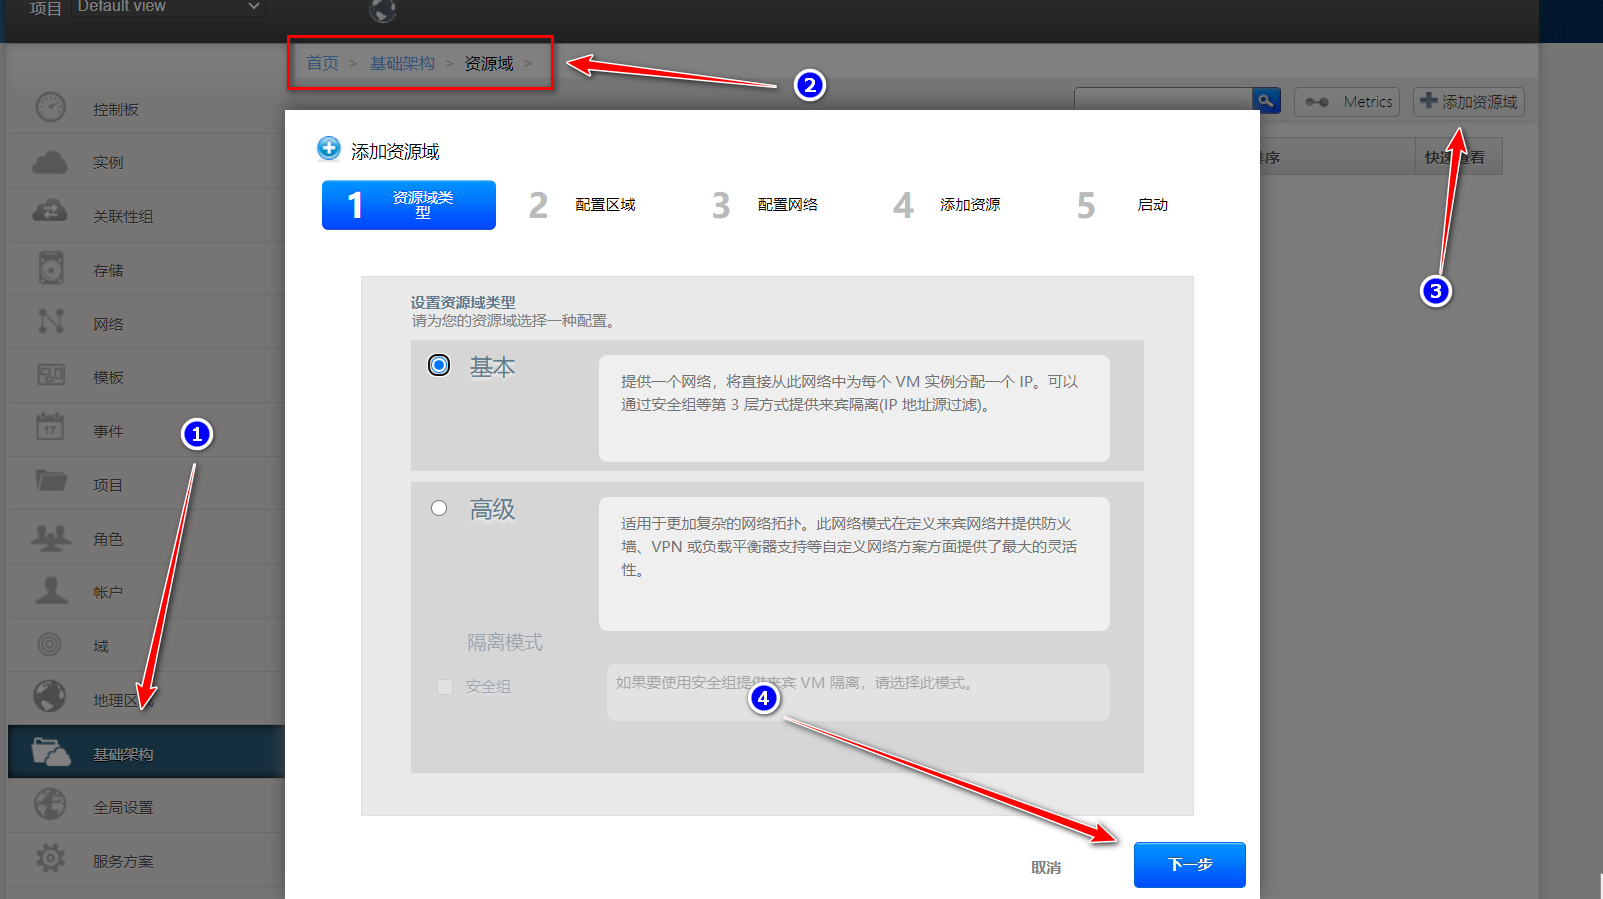 项目 Default view
首页 > 基础架构 > 资源域 >
2
Metrics 添加资源域
排序 快速查看
3
控制板
实例
关联性组
存储
网络
模板
事件
项目
角色
帐户
域
地理区
基础架构
全局设置
服务方案
1
添加资源域
1 资源域类
型
2 配置区域
3 配置网络
4 添加资源
5 启动
设置资源域类型
请为您的资源域选择一种配置。
基本
提供一个网络，将直接从此网络中为每个 VM 实例分配一个 IP。可以
通过安全组等第 3 层方式提供来宾隔离(IP 地址源过滤)。
高级
适用于更加复杂的网络拓扑。此网络模式在定义来宾网络并提供防火
墙、VPN 或负载平衡器支持等自定义网络方案方面提供了最大的灵活
性。
隔离模式
安全组
如果要使用安全组提供来宾 VM 隔离，请选择此模式。
4
取消
下一步
17